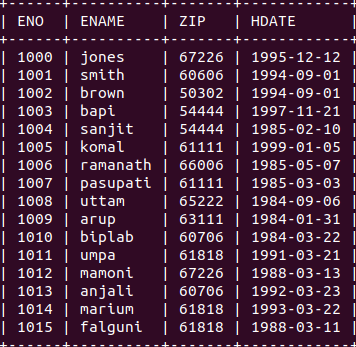 +------+----------+-------+------------+
| ENO | ENAME | ZIP | HDATE |
+------+----------+-------+------------+
| 1000 | jones | 67226 | 1995-12-12 |
| 1001 | smith | 60606 | 1994-09-01 |
| 1002 | brown | 50302 | 1994-09-01 |
| 1003 | bapi | 54444 | 1997-11-21 |
| 1004 | sanjit | 54444 | 1985-02-10 |
| 1005 | komal | 61111 | 1999-01-05 |
| 1006 | ramanath | 66006 | 1985-05-07 |
| 1007 | pasupati | 61111 | 1985-03-03 |
| 1008 | uttam | 65222 | 1984-09-06 |
| 1009 | arup | 63111 | 1984-01-31 |
| 1010 | biplab | 60706 | 1984-03-22 |
| 1011 | umpa | 61818 | 1991-03-21 |
| 1012 | mamoni | 67226 | 1988-03-13 |
| 1013 | anjali | 60706 | 1992-03-23 |
| 1014 | marium | 61818 | 1993-03-22 |
| 1015 | falguni | 61818 | 1988-03-11 |
+------+----------+-------+------------+